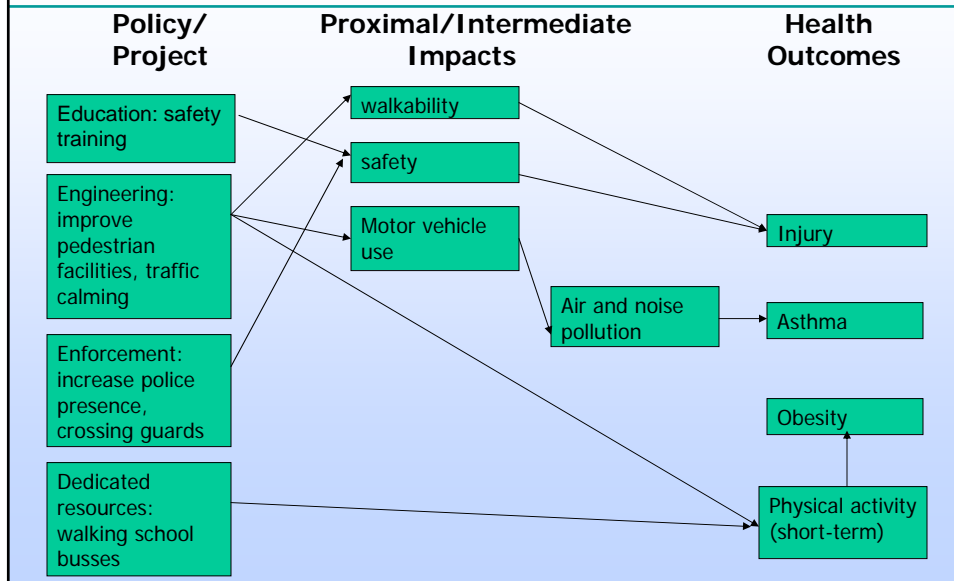 Policy/
Project
Proximal/Intermediate
Impacts
Health
Outcomes
Education: safety
training
Engineering:
improve
pedestrian
facilities, traffic
calming
Enforcement:
increase police
presence,
crossing guards
Dedicated
resources:
walking school
busses
walkability
safety
Motor vehicle
use
Air and noise
pollution
Injury
Asthma
Obesity
Physical activity
(short-term)